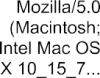 Mozilla/5.0
(Macintosh;
Intel Mac OS
X 10_15_7...